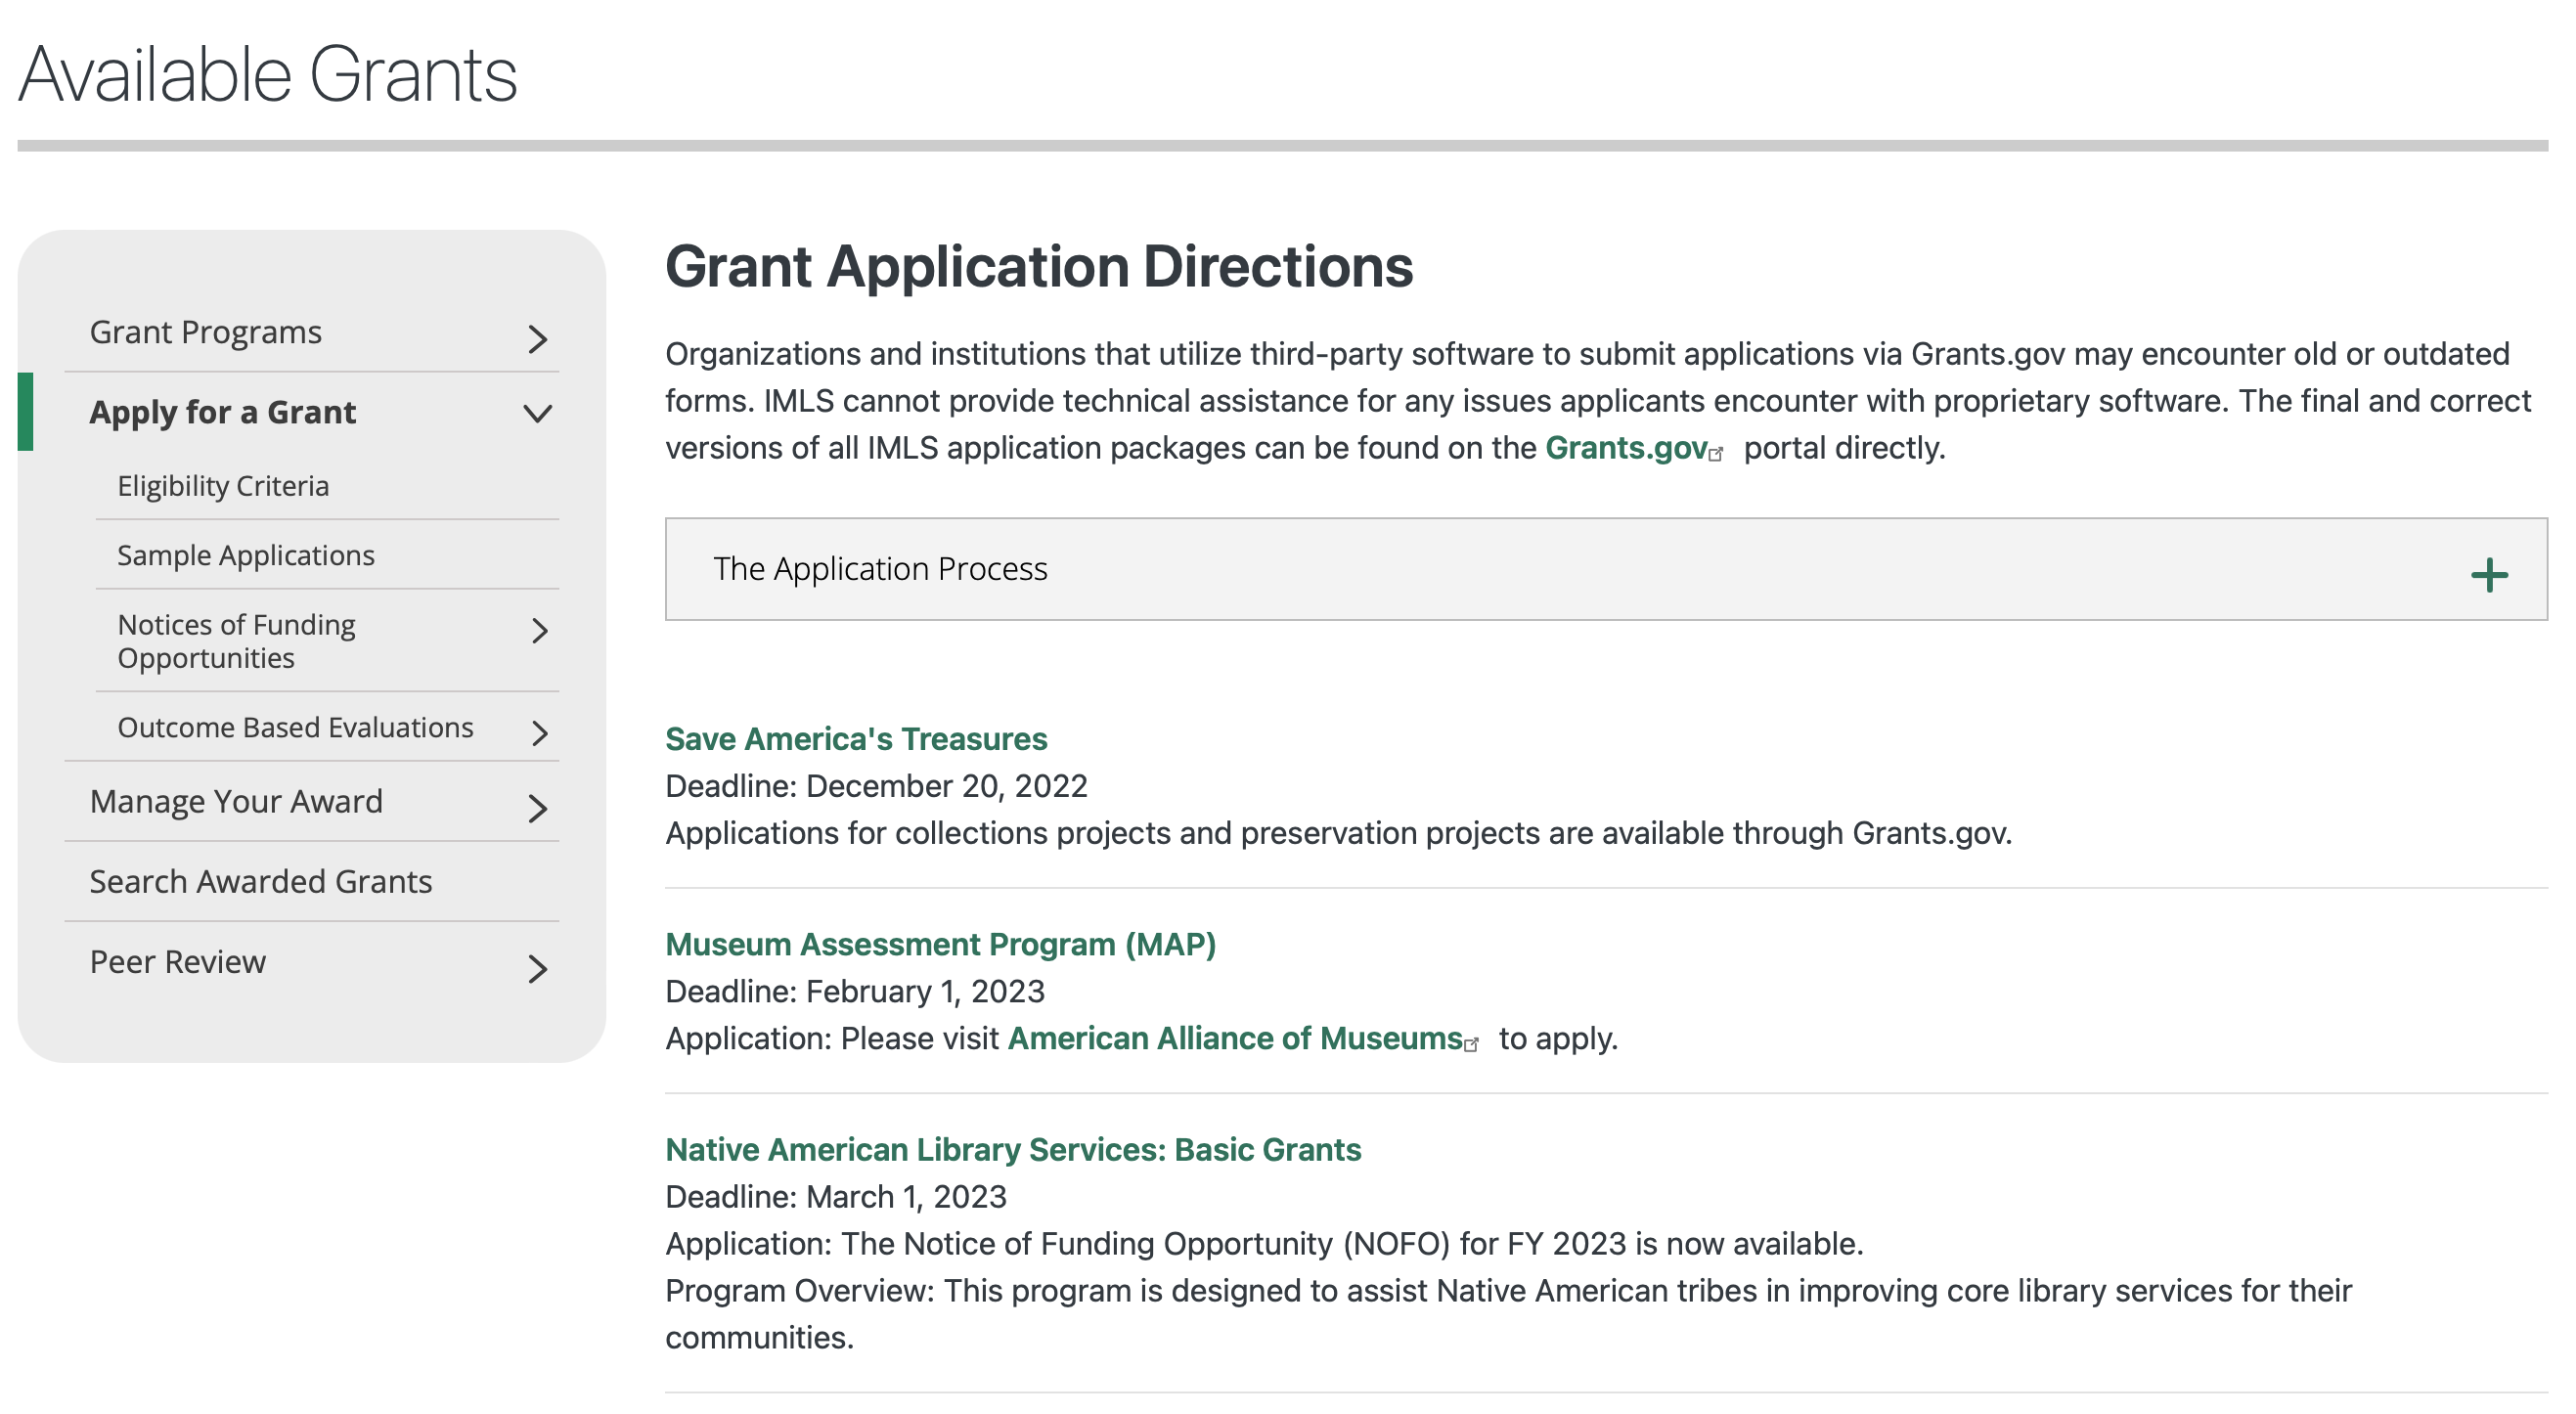 Available Grants
Grant Programs
Apply for a Grant
Eligibility Criteria
Sample Applications
Notices of Funding
Opportunities
Outcome Based Evaluations
Manage Your Award
Search Awarded Grants
Peer Review
Grant Application Directions
Organizations and institutions that utilize third-party software to submit applications via Grants.gov may encounter old or outdated
forms. IMLS cannot provide technical assistance for any issues applicants encounter with proprietary software. The final and correct
versions of all IMLS application packages can be found on the Grants.gov portal directly.
The Application Process
Save America's Treasures
Deadline: December 20, 2022
Applications for collections projects and preservation projects are available through Grants.gov.
Museum Assessment Program (MAP)
Deadline: February 1, 2023
Application: Please visit American Alliance of Museums to apply.
Native American Library Services: Basic Grants
Deadline: March 1, 2023
Application: The Notice of Funding Opportunity (NOFO) for FY 2023 is now available.
Program Overview: This program is designed to assist Native American tribes in improving core library services for their
communities.